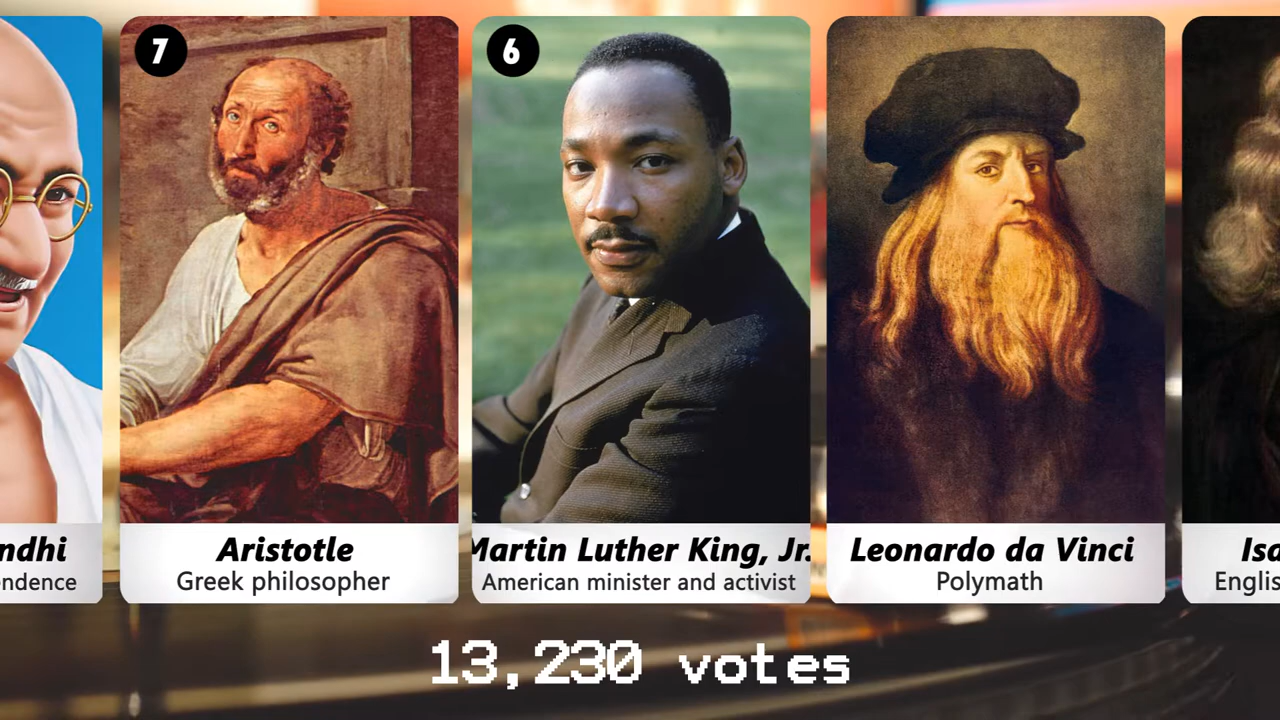 7
6
ndhi
ndence
Aristotle
Greek philosopher
Martin Luther King, Jr.
American minister and activist
Leonardo da Vinci
Polymath
Isa
Englis
13,230 votes